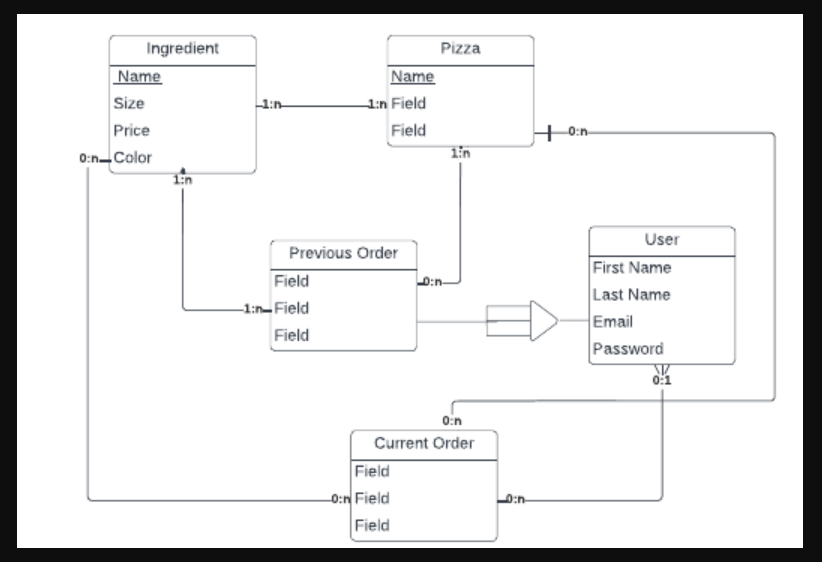 Ingredient
Name
Size
Price
Color
Pizza
Name
Field
Field
1:n
1:n
0:n
0:n
1:n
1:n
Previous Order
Field
Field
Field
0:n
1:n
User
First Name
Last Name
Email
Password
0:1
0:n
Current Order
Field
Field
Field
0:n
0:n